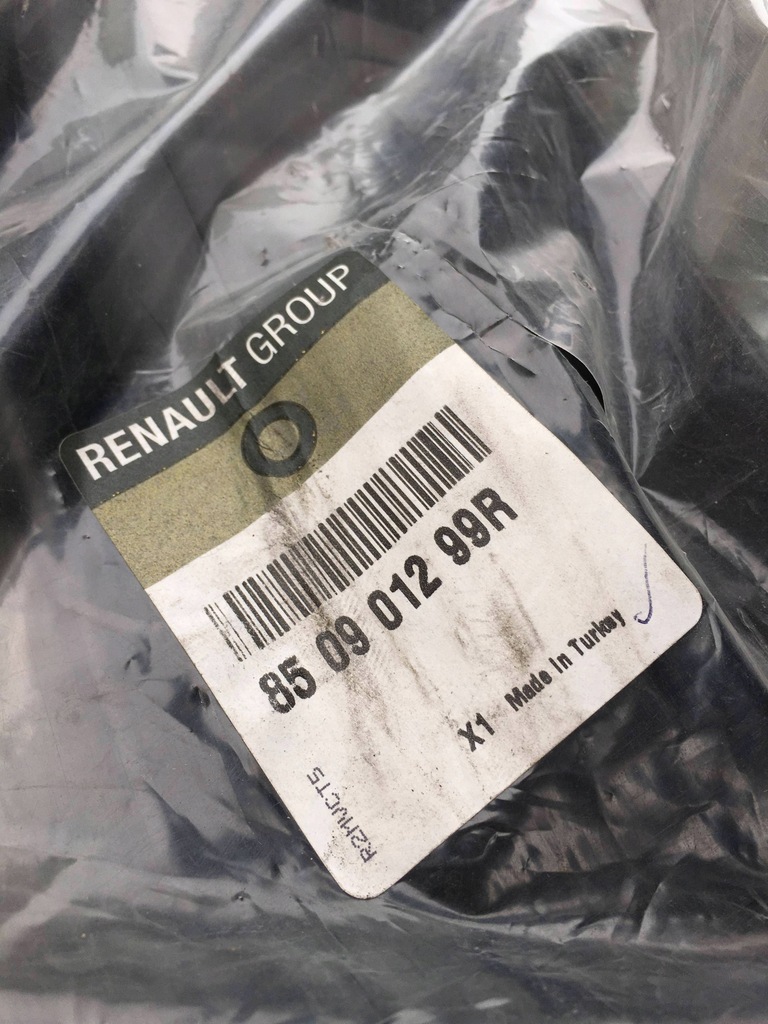 RENAULT GROUP
85 09 012 99R
X1 Made In Turkey
R2MVCT5